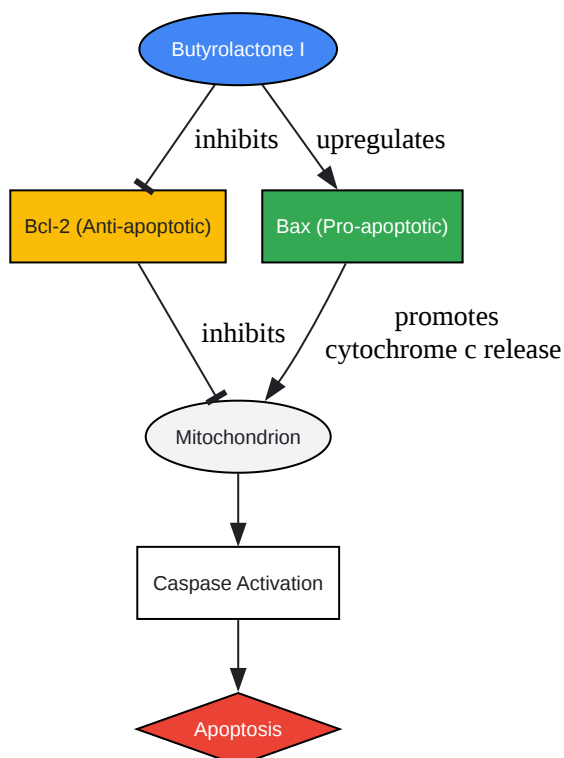 Butyrolactone I
inhibits
upregulates
Bcl-2 (Anti-apoptotic)
Bax (Pro-apoptotic)
inhibits
promotes
cytochrome c release
Mitochondrion
Caspase Activation
Apoptosis